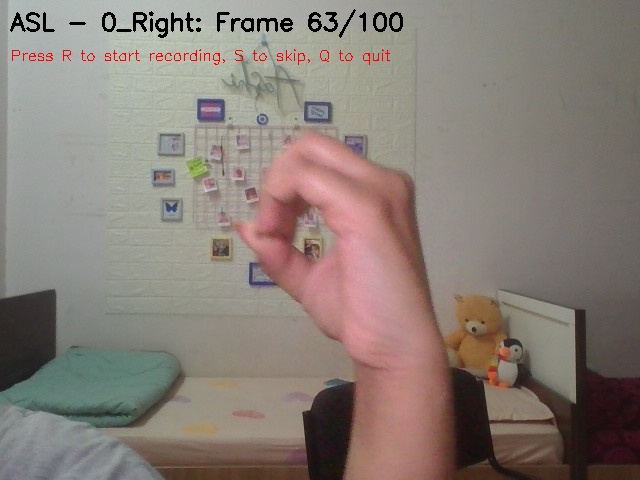 ASL - 0_Right: Frame 63/100
Press R to start recording, S to skip, Q to quit